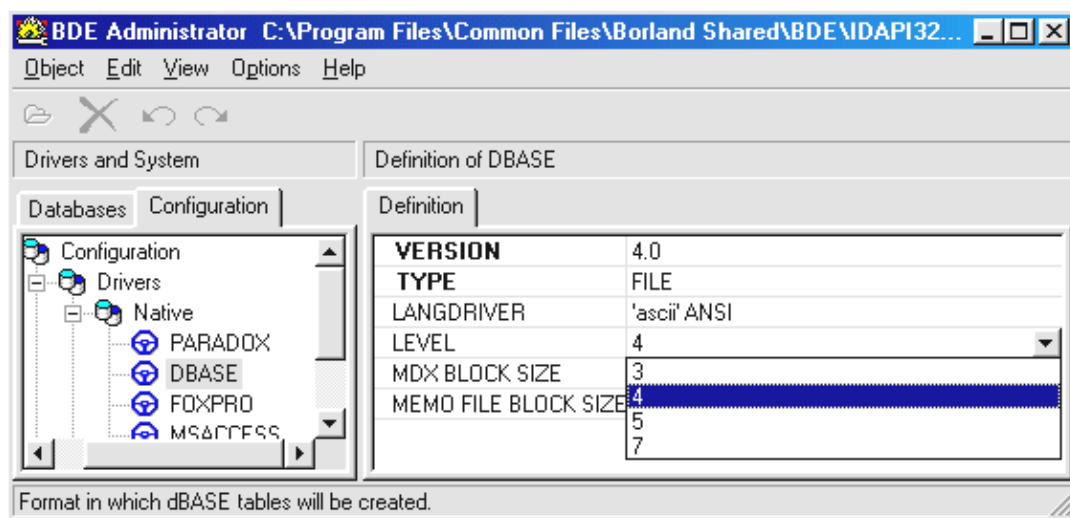 BDE Administrator C:\Program Files\Common Files\Borland Shared\BDE\IDAPI32...
Object Edit View Options Help
Drivers and System
Definition of DBASE
Databases Configuration
Definition
Configuration
Drivers
Native
PARADOX
DBASE
FOXPRO
MSACCESS
VERSION 4.0
TYPE FILE
LANGDRIVER 'ascii' ANSI
LEVEL 4
MDX BLOCK SIZE
MEMO FILE BLOCK SIZE
3
4
5
7
Format in which dBASE tables will be created.